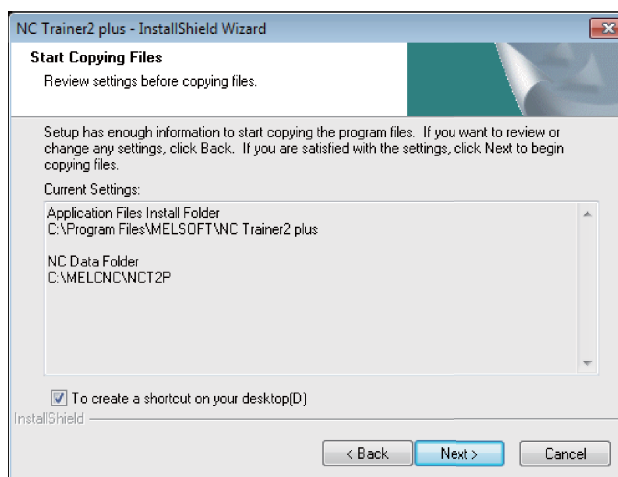 NC Trainer2 plus - InstallShield Wizard
Start Copying Files
Review settings before copying files.
Setup has enough information to start copying the program files. If you want to review or
change any settings, click Back. If you are satisfied with the settings, click Next to begin
copying files.
Current Settings:
Application Files Install Folder
C:\Program Files\MELSOFT\NC Trainer2 plus
NC Data Folder
C:\MELCNC\NCT2P
To create a shortcut on your desktop(D)
InstallShield
< Back
Next >
Cancel